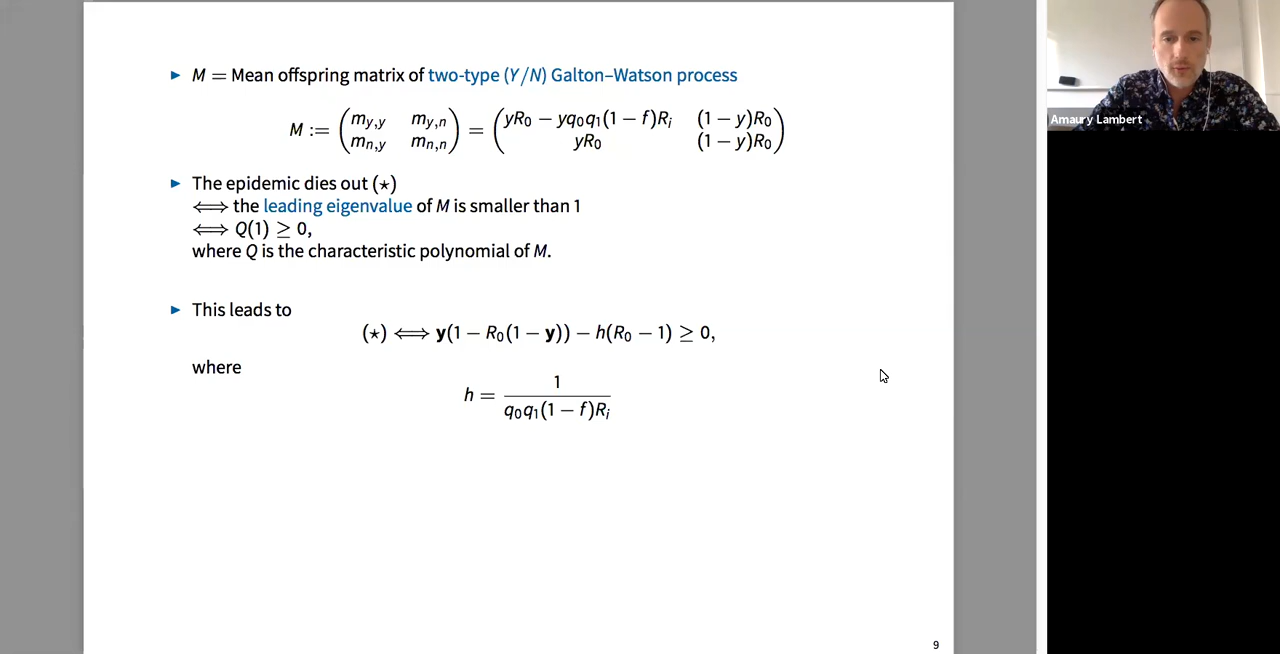 ► M = Mean offspring matrix of two-type (Y/N) Galton–Watson process
M := (m_{y,y} m_{y,n} / m_{n,y} m_{n,n}) = (yR_0 − yq_0q_1(1 − f)R_i (1 − y)R_0 / yR_0 (1 − y)R_0)
► The epidemic dies out (⋆)
⟺ the leading eigenvalue of M is smaller than 1
⟺ Q(1) ≥ 0,
where Q is the characteristic polynomial of M.
► This leads to
(⋆) ⟺ y(1 − R_0(1 − y)) − h(R_0 − 1) ≥ 0,
where
h = 1 / q_0q_1(1 − f)R_i
9
Amaury Lambert